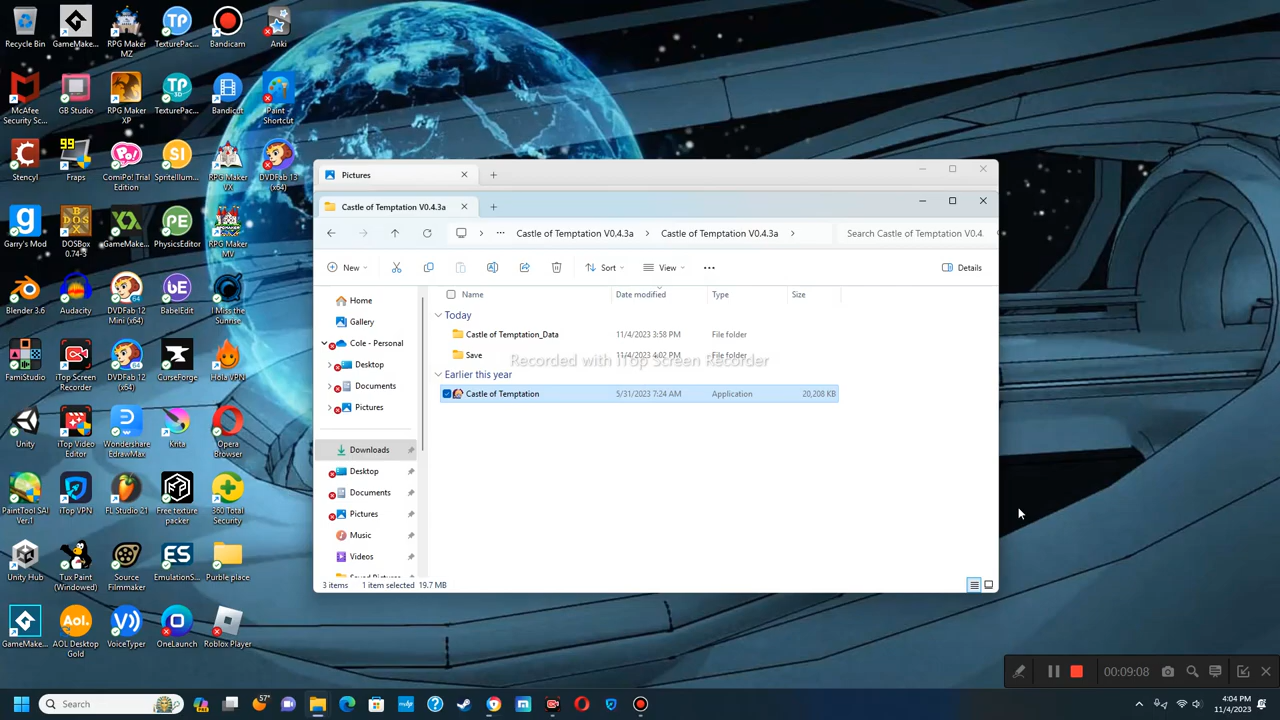 Recycle Bin
GameMake...
RPG Maker MZ
TexturePac...
Bandicam
Anki
McAfee Security Sc...
GB Studio
RPG Maker XP
TexturePac...
Bandicut
Paint - Shortcut
Stencyl
99
Fraps
ComiPo! Trial Edition
SpriteIllum...
RPG Maker VX
DVDFab 13 (x64)
Garry's Mod
DOSBox 0.74-3
GameMake...
PhysicsEditor
RPG Maker MV
Blender 3.6
Audacity
DVDFab 12 Mini (x64)
BabelEdit
I Miss the Sunrise
FamiStudio
iTop Screen Recorder
DVDFab 12 (x64)
CurseForge
Hola VPN
Unity
iTop Video Editor
Wondershare EdrawMax
Krita
Opera Browser
PaintTool SAI Ver.1
iTop VPN
FL Studio 21
Free texture packer
360 Total Security
Unity Hub
Tux Paint (Windowed)
Source Filmmaker
EmulationS...
Purble place
GameMake...
AOL Desktop Gold
VoiceTyper
OneLaunch
Roblox Player
Pictures
Castle of Temptation V0.4.3a
Castle of Temptation V0.4.3a
Castle of Temptation V0.4.3a
Search Castle of Temptation V0.4.
New
Sort
View
Details
Name
Date modified
Type
Size
Home
Gallery
Cole - Personal
Desktop
Documents
Pictures
Downloads
Desktop
Documents
Pictures
Music
Videos
Saved Pictures
Today
Castle of Temptation_Data 11/4/2023 3:58 PM File folder
Save 11/4/2023 4:02 PM File folder
Recorded with iTop Screen Recorder
Earlier this year
Castle of Temptation 5/31/2023 7:24 AM Application 20,208 KB
3 items 1 item selected 19.7 MB
00:09:08
Search
57°
4:04 PM
11/4/2023